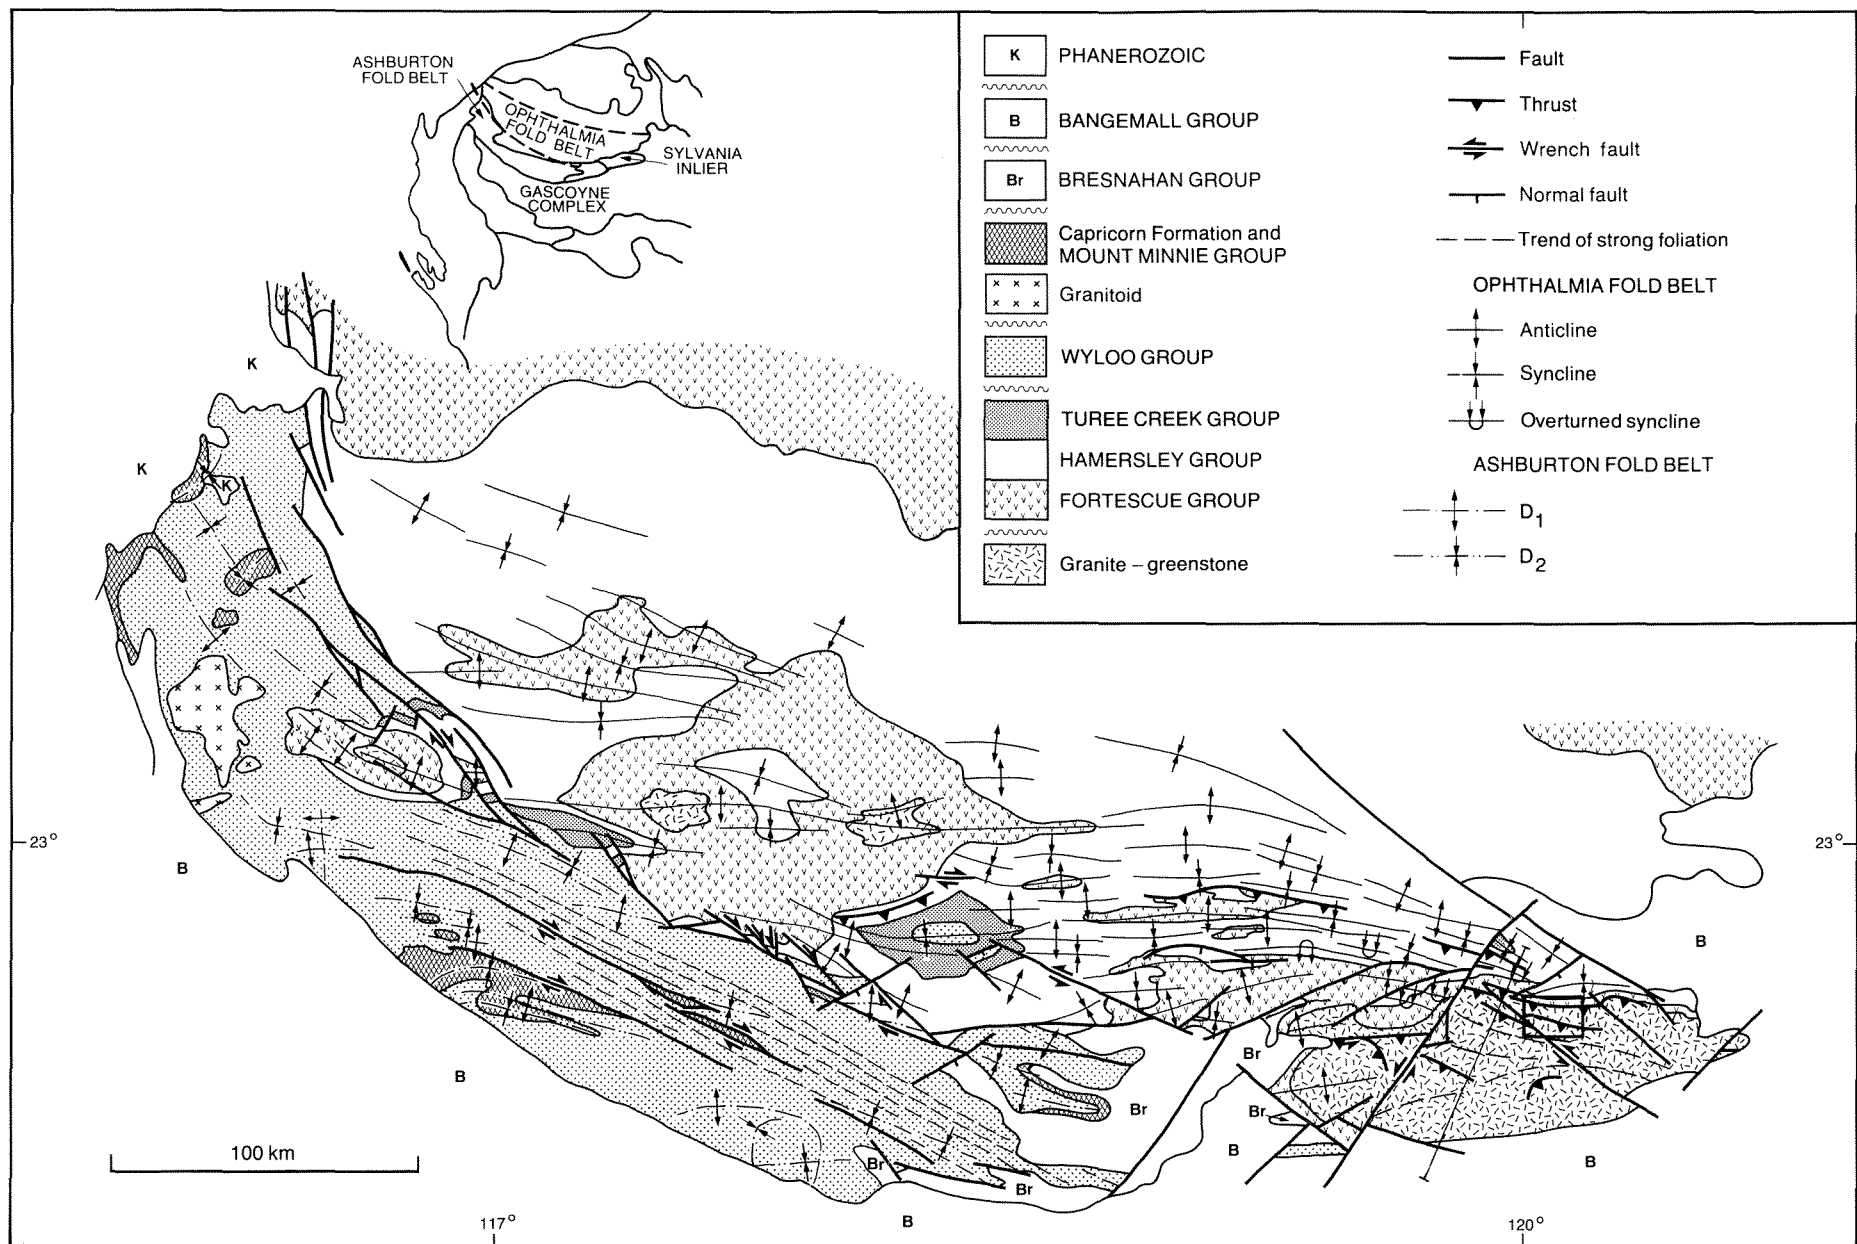 ASHBURTON
FOLD BELT
OPHTHALMIA
FOLD BELT
SYLVANIA
INLIER
GASCOYNE
COMPLEX
K PHANEROZOIC
B BANGEMALL GROUP
Br BRESNAHAN GROUP
Capricorn Formation and
MOUNT MINNIE GROUP
Granitoid
WYLOO GROUP
TUREE CREEK GROUP
HAMERSLEY GROUP
FORTESCUE GROUP
Granite – greenstone
Fault
Thrust
Wrench fault
Normal fault
Trend of strong foliation
OPHTHALMIA FOLD BELT
Anticline
Syncline
Overturned syncline
ASHBURTON FOLD BELT
D1
D2
K
K
K
23°
23°
B
B
B
Br
Br
Br
B
B
Br
Br
B
100 km
117°
120°